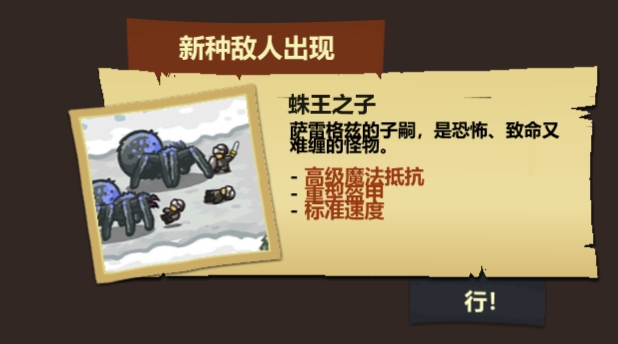 新种敌人出现
蛛王之子
萨雷格兹的子嗣，是恐怖、致命又
难缠的怪物。
- 高级魔法抵抗
- 重型盔甲
- 标准速度
行！